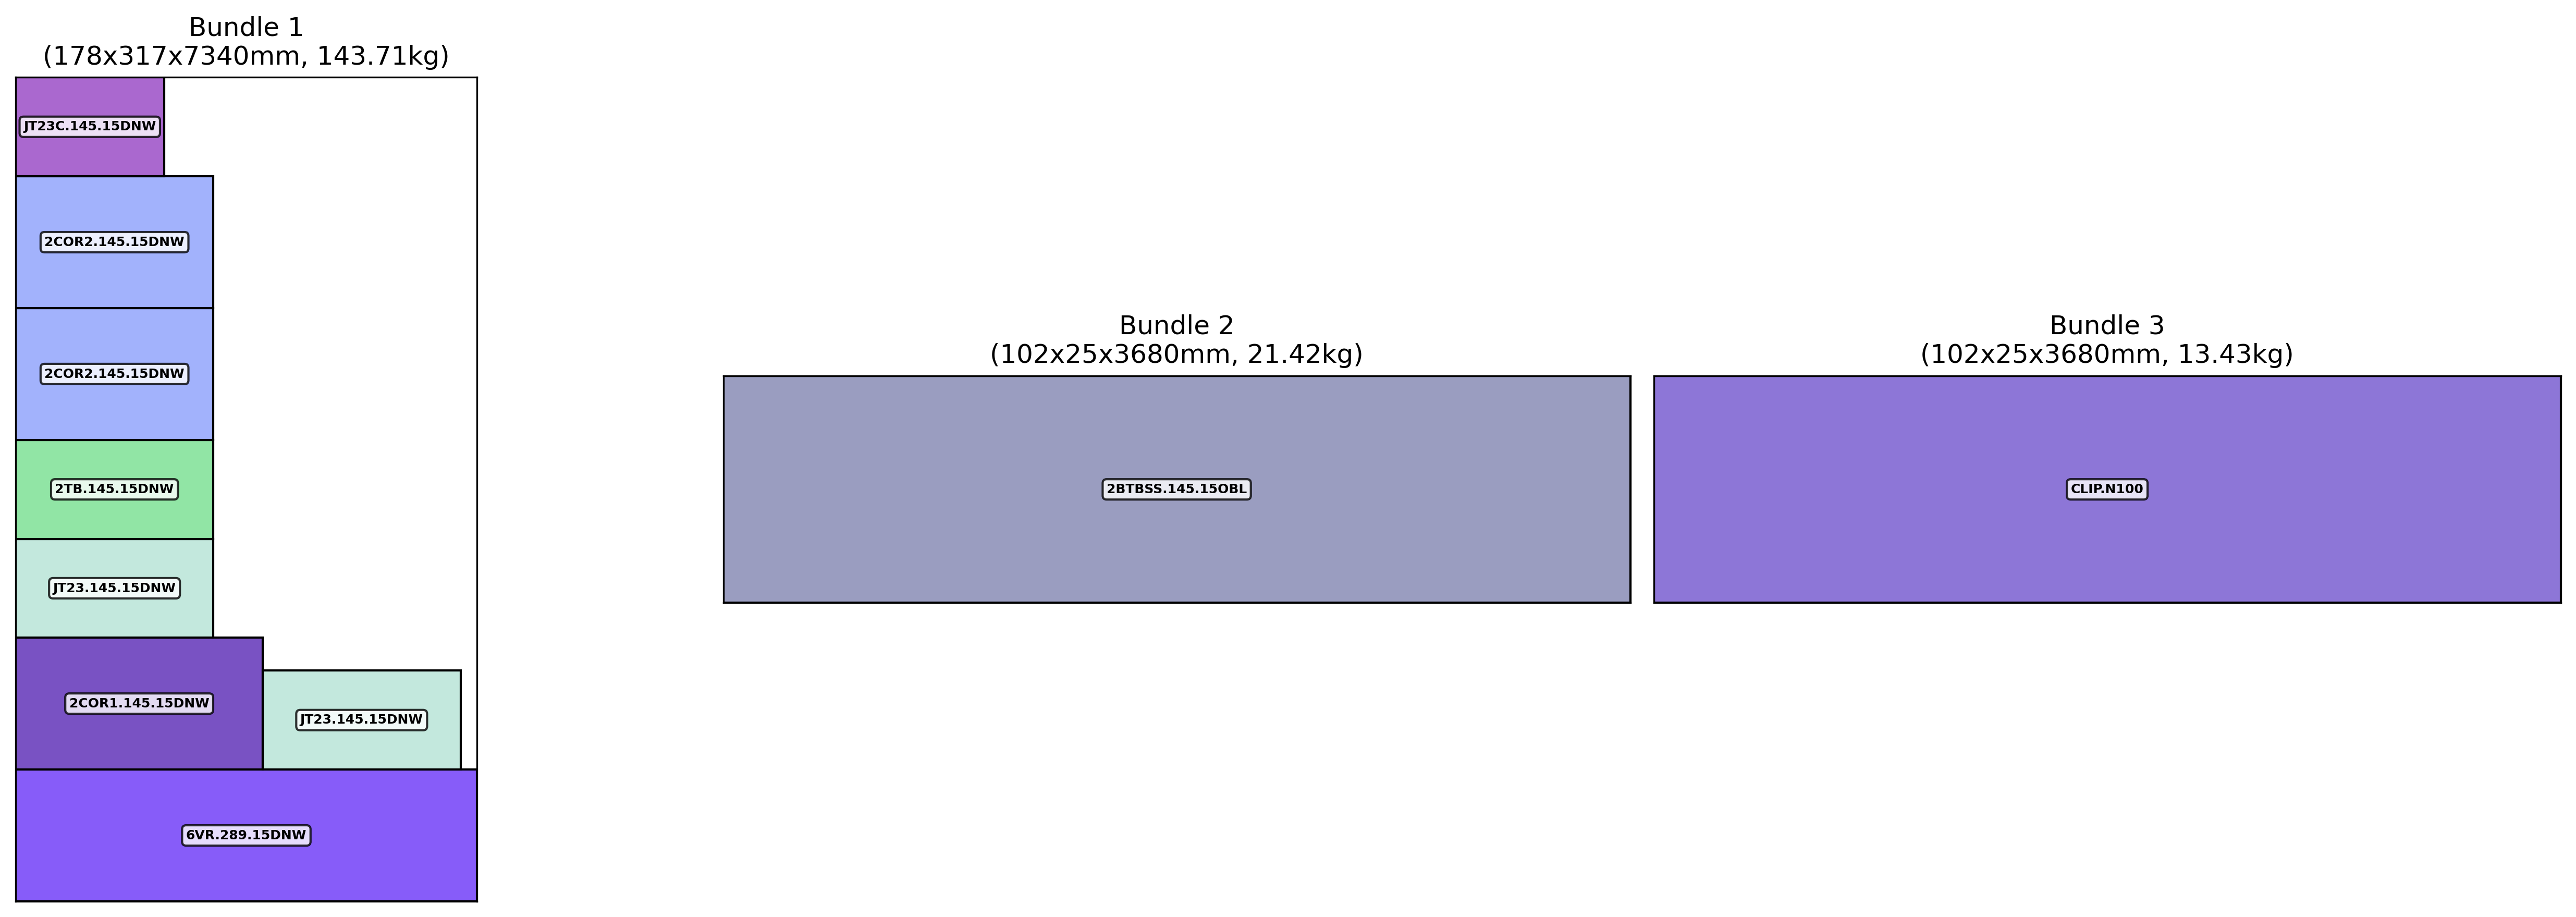 Bundle 1
(178x317x7340mm, 143.71kg)
JT23C.145.15DNW
2COR2.145.15DNW
2COR2.145.15DNW
2TB.145.15DNW
JT23.145.15DNW
2COR1.145.15DNW
JT23.145.15DNW
6VR.289.15DNW
Bundle 2
(102x25x3680mm, 21.42kg)
2BTBSS.145.15OBL
Bundle 3
(102x25x3680mm, 13.43kg)
CLIP.N100